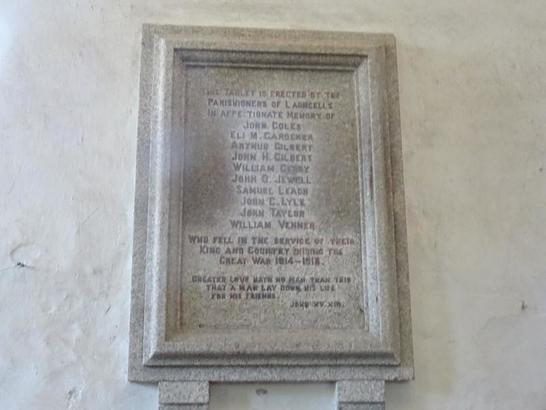 THIS TABLET IS ERECTED BY THE
PARISHIONERS OF LAUNCELLS
IN AFFECTIONATE MEMORY OF
JOHN COLES
ELI M. GARDENER
ARTHUR GILBERT
JOHN H. GILBERT
WILLIAM GERRY
JOHN O. JEWELL
SAMUEL LEACH
JOHN C. LYLE
JOHN TAYLOR
WILLIAM VENNER
WHO FELL IN THE SERVICE OF THEIR
KING AND COUNTRY DURING THE
GREAT WAR 1914-1918.
GREATER LOVE HATH NO MAN THAN THIS
THAT A MAN LAY DOWN HIS LIFE
FOR HIS FRIENDS.
JOHN XV. XIII.